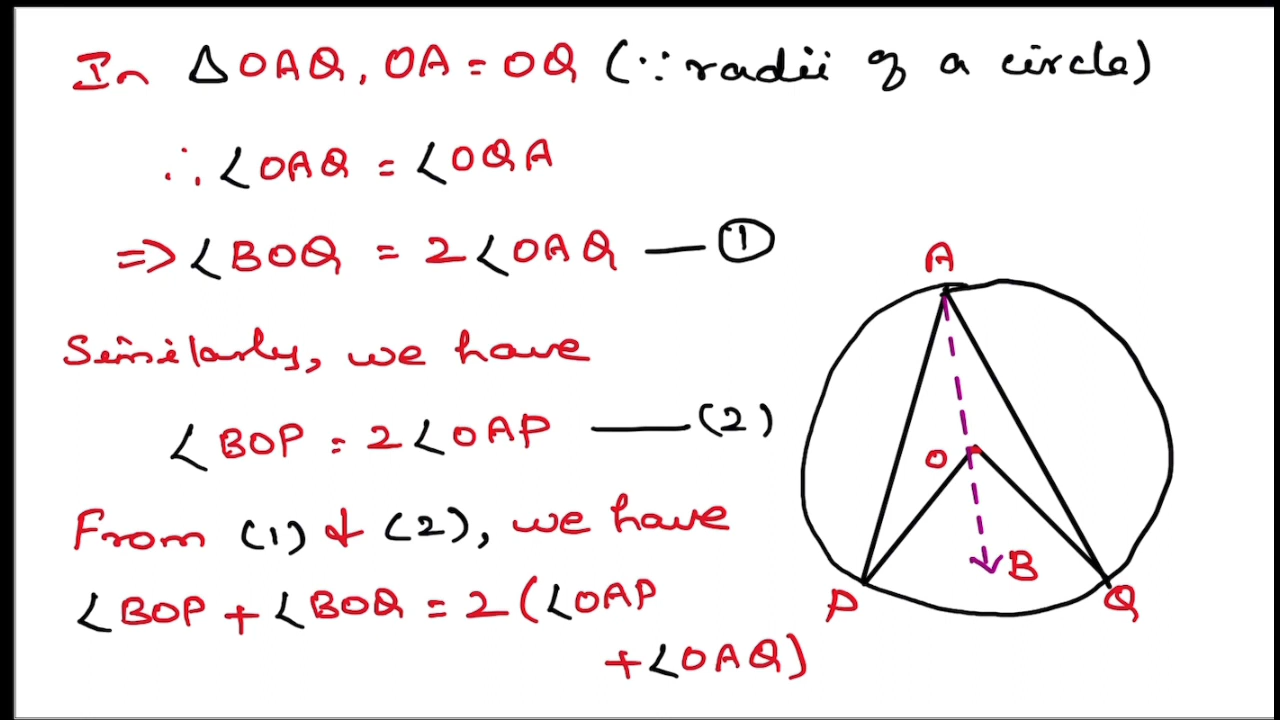 In ΔOAQ, OA = OQ (∵ radii of a circle)
∴ ∠OAQ = ∠OQA
=> ∠BOQ = 2∠OAQ — ①
Similarly, we have
∠BOP = 2∠OAP — (2)
From (1) & (2), we have
∠BOP + ∠BOQ = 2(∠OAP
+∠OAQ)
A
O
B
P
Q